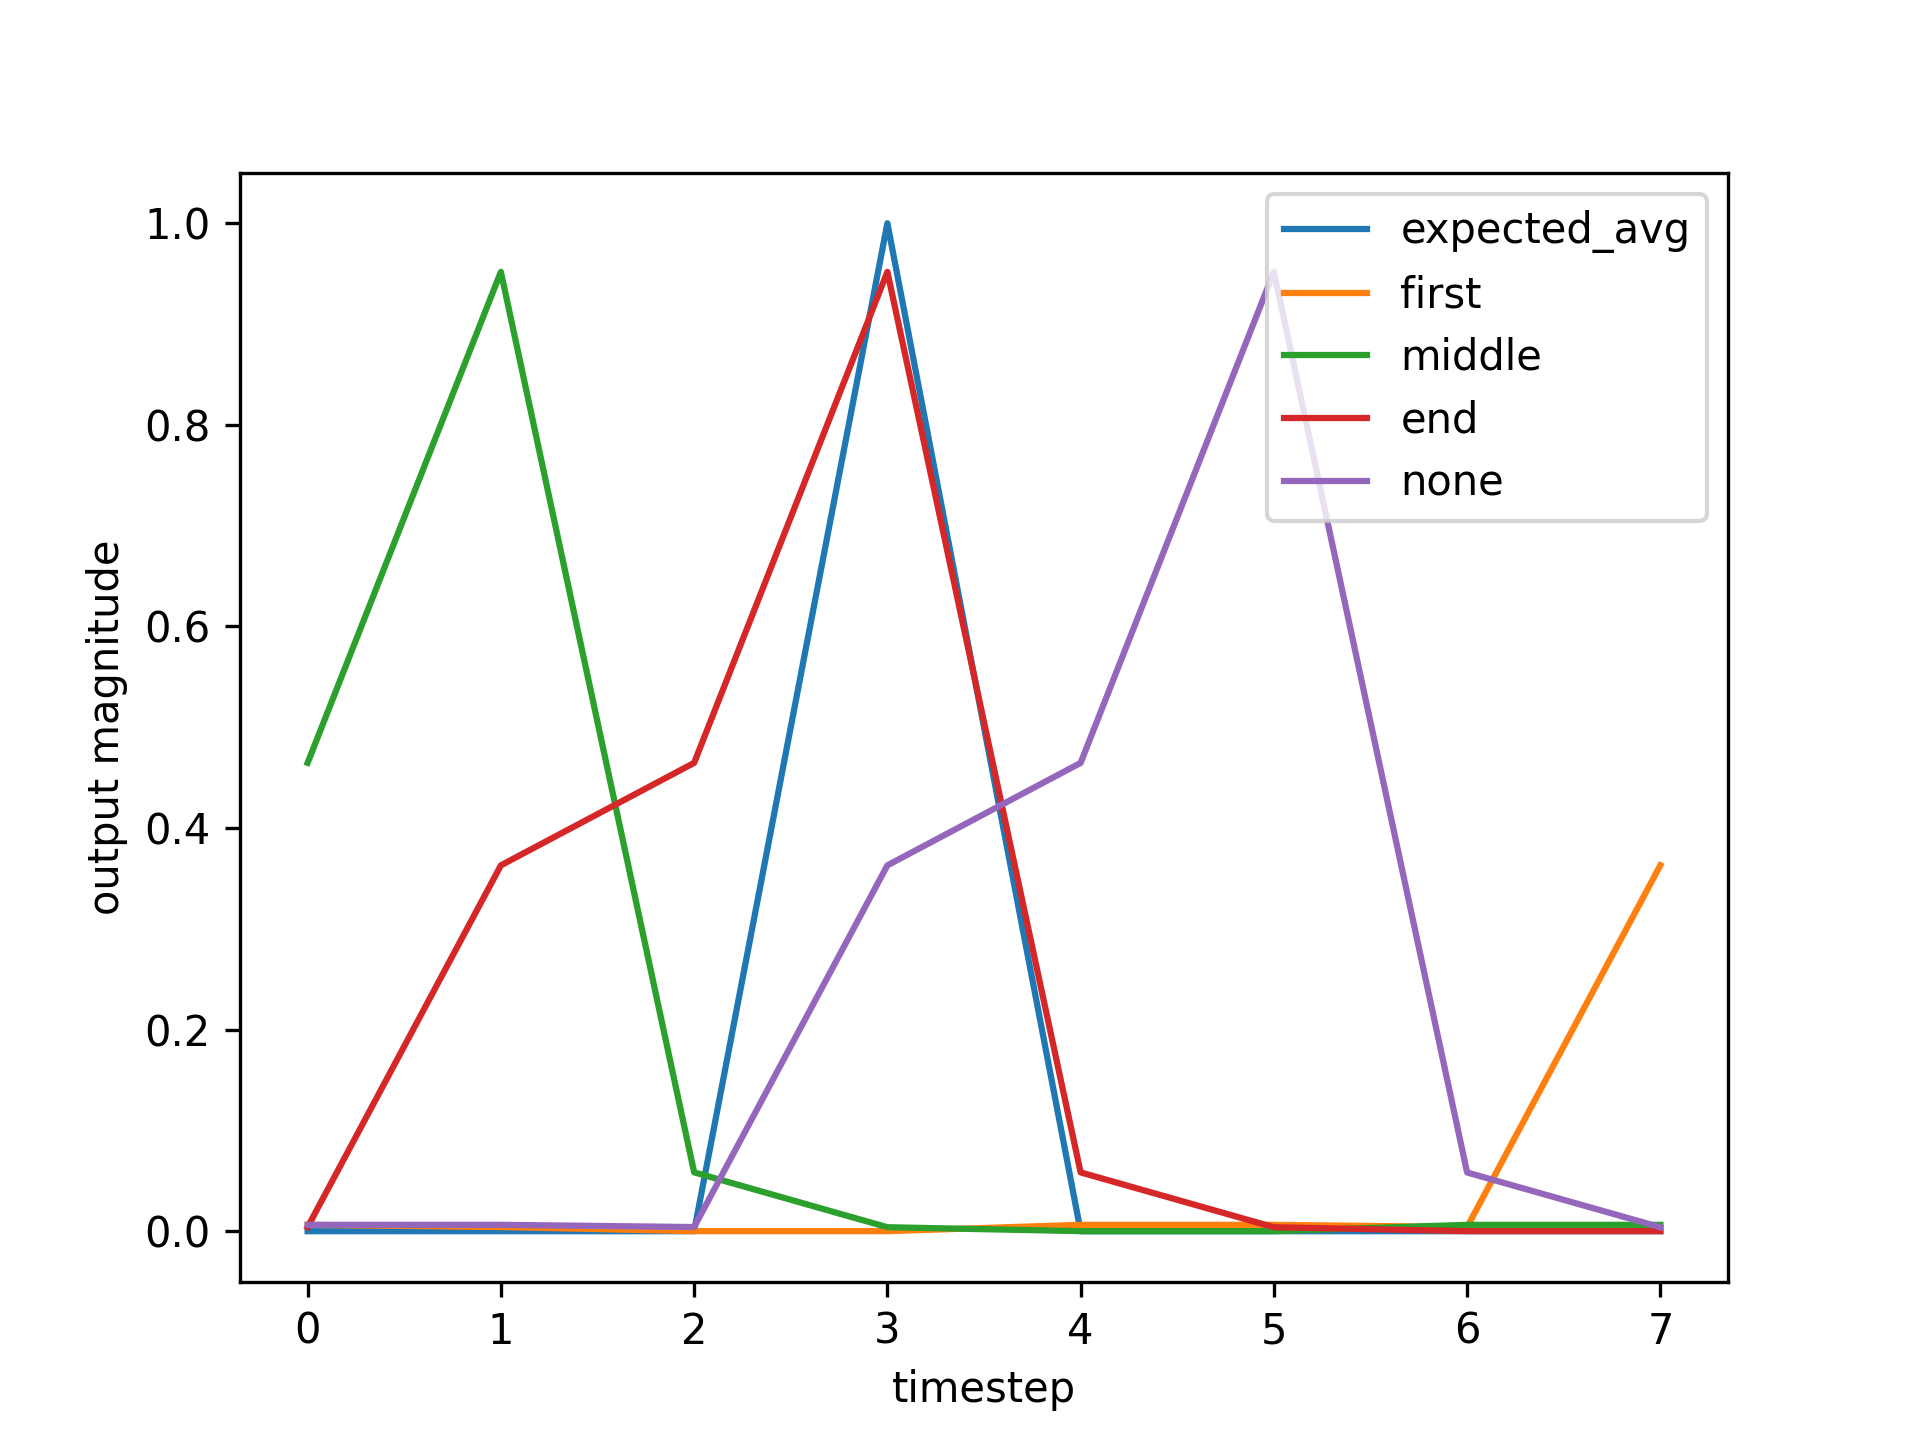 expected_avg
first
middle
end
none
1.0
0.8
0.6
0.4
0.2
0.0
output magnitude
0 1 2 3 4 5 6 7
timestep